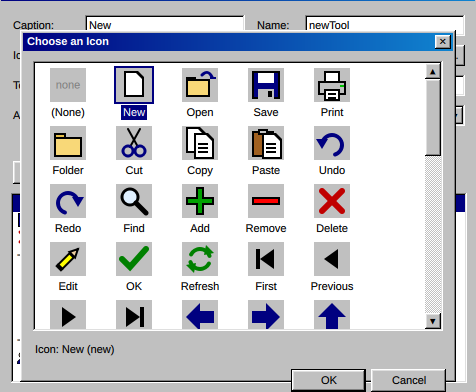 Caption: New Name: newTool
Choose an Icon
none
(None) New Open Save Print
Folder Cut Copy Paste Undo
Redo Find Add Remove Delete
Edit OK Refresh First Previous
Icon: New (new)
OK Cancel